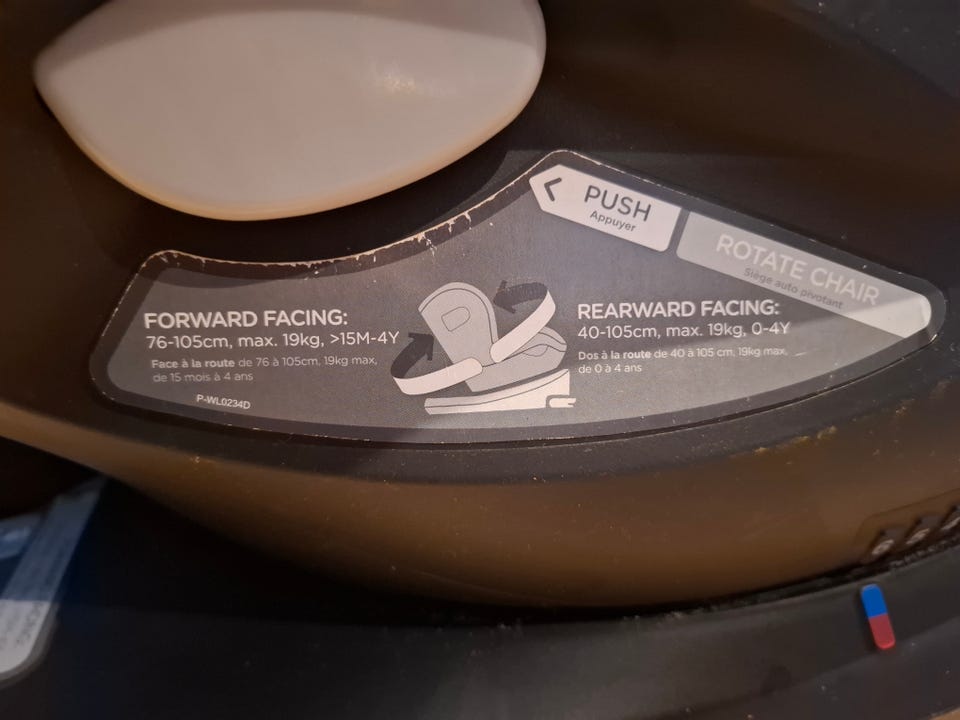 PUSH
Appuyer
ROTATE CHAIR
Siège auto pivotant
FORWARD FACING:
76-105cm, max. 19kg, >15M-4Y
Face à la route de 76 à 105cm, 19kg max,
de 15 mois à 4 ans
P-WL0234D
REARWARD FACING:
40-105cm, max. 19kg, 0-4Y
Dos à la route de 40 à 105 cm, 19kg max,
de 0 à 4 ans